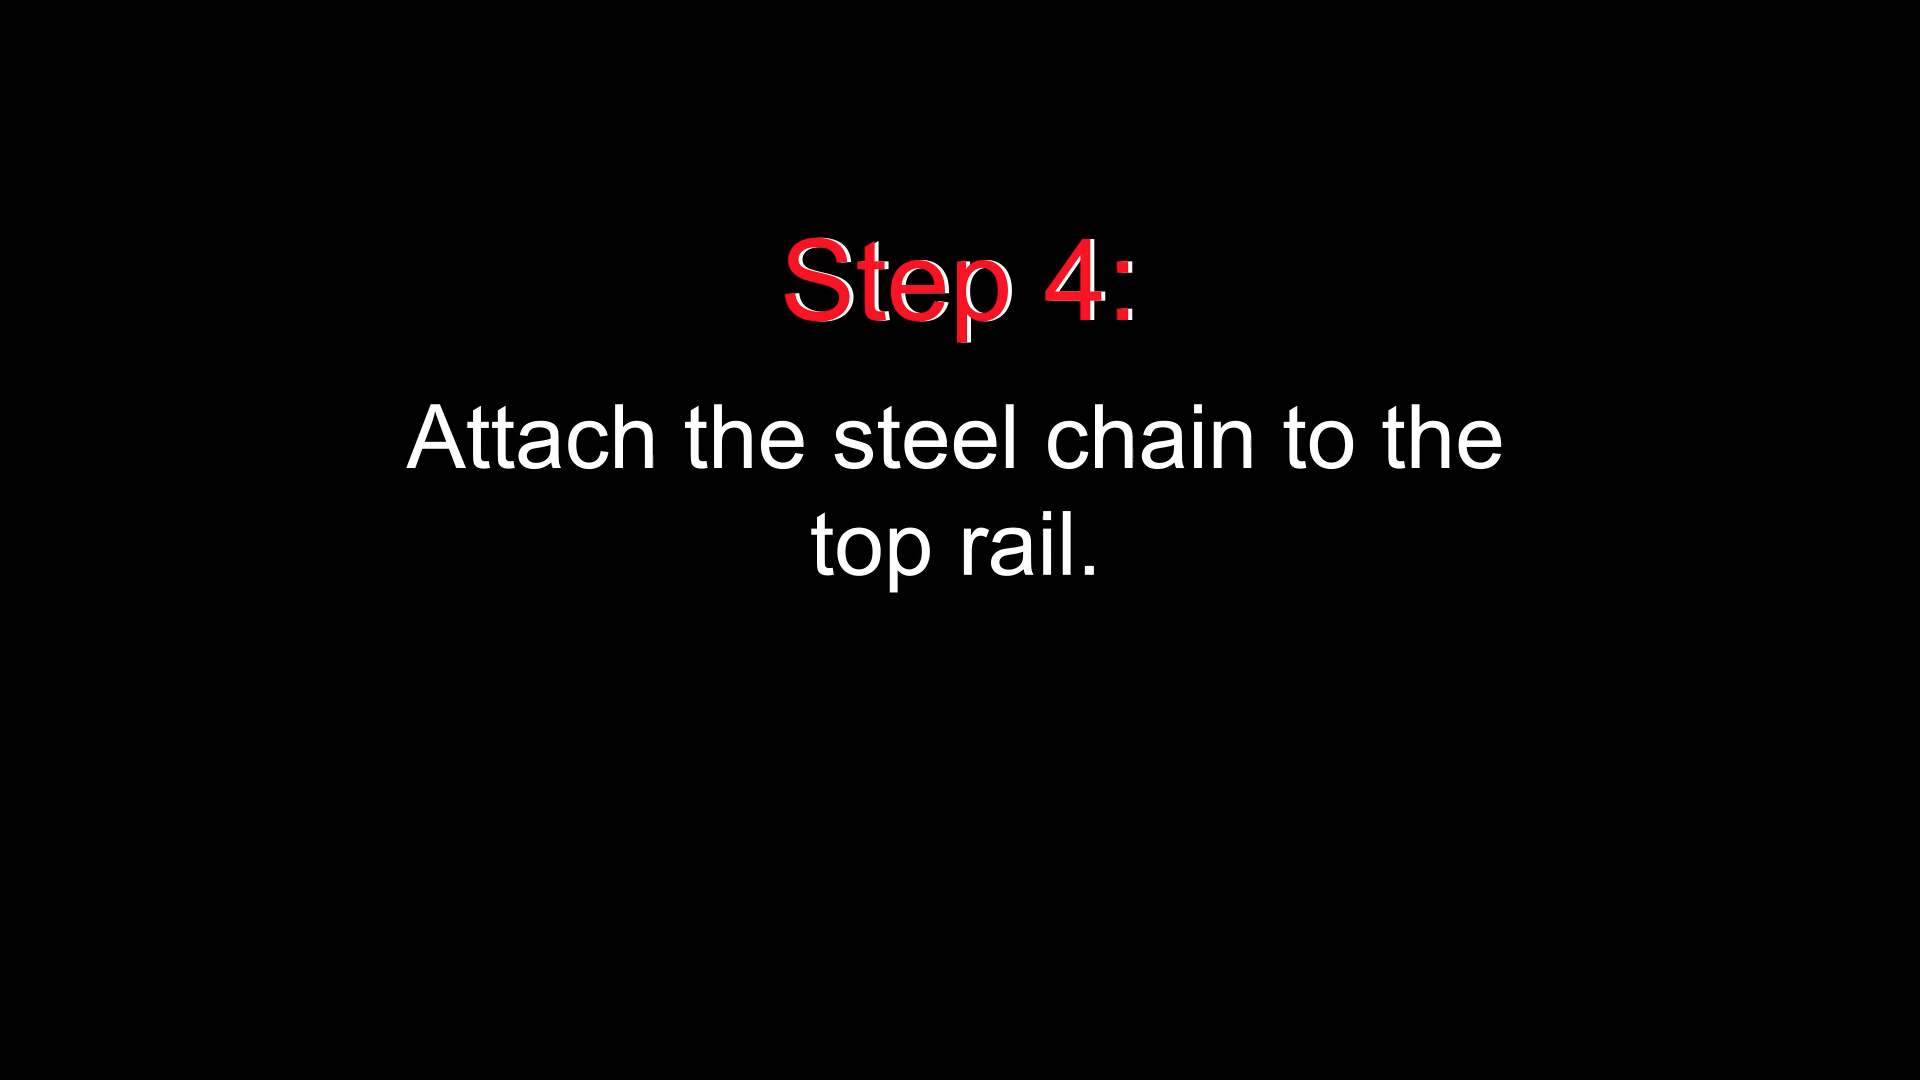 Step 4:
Attach the steel chain to the
top rail.